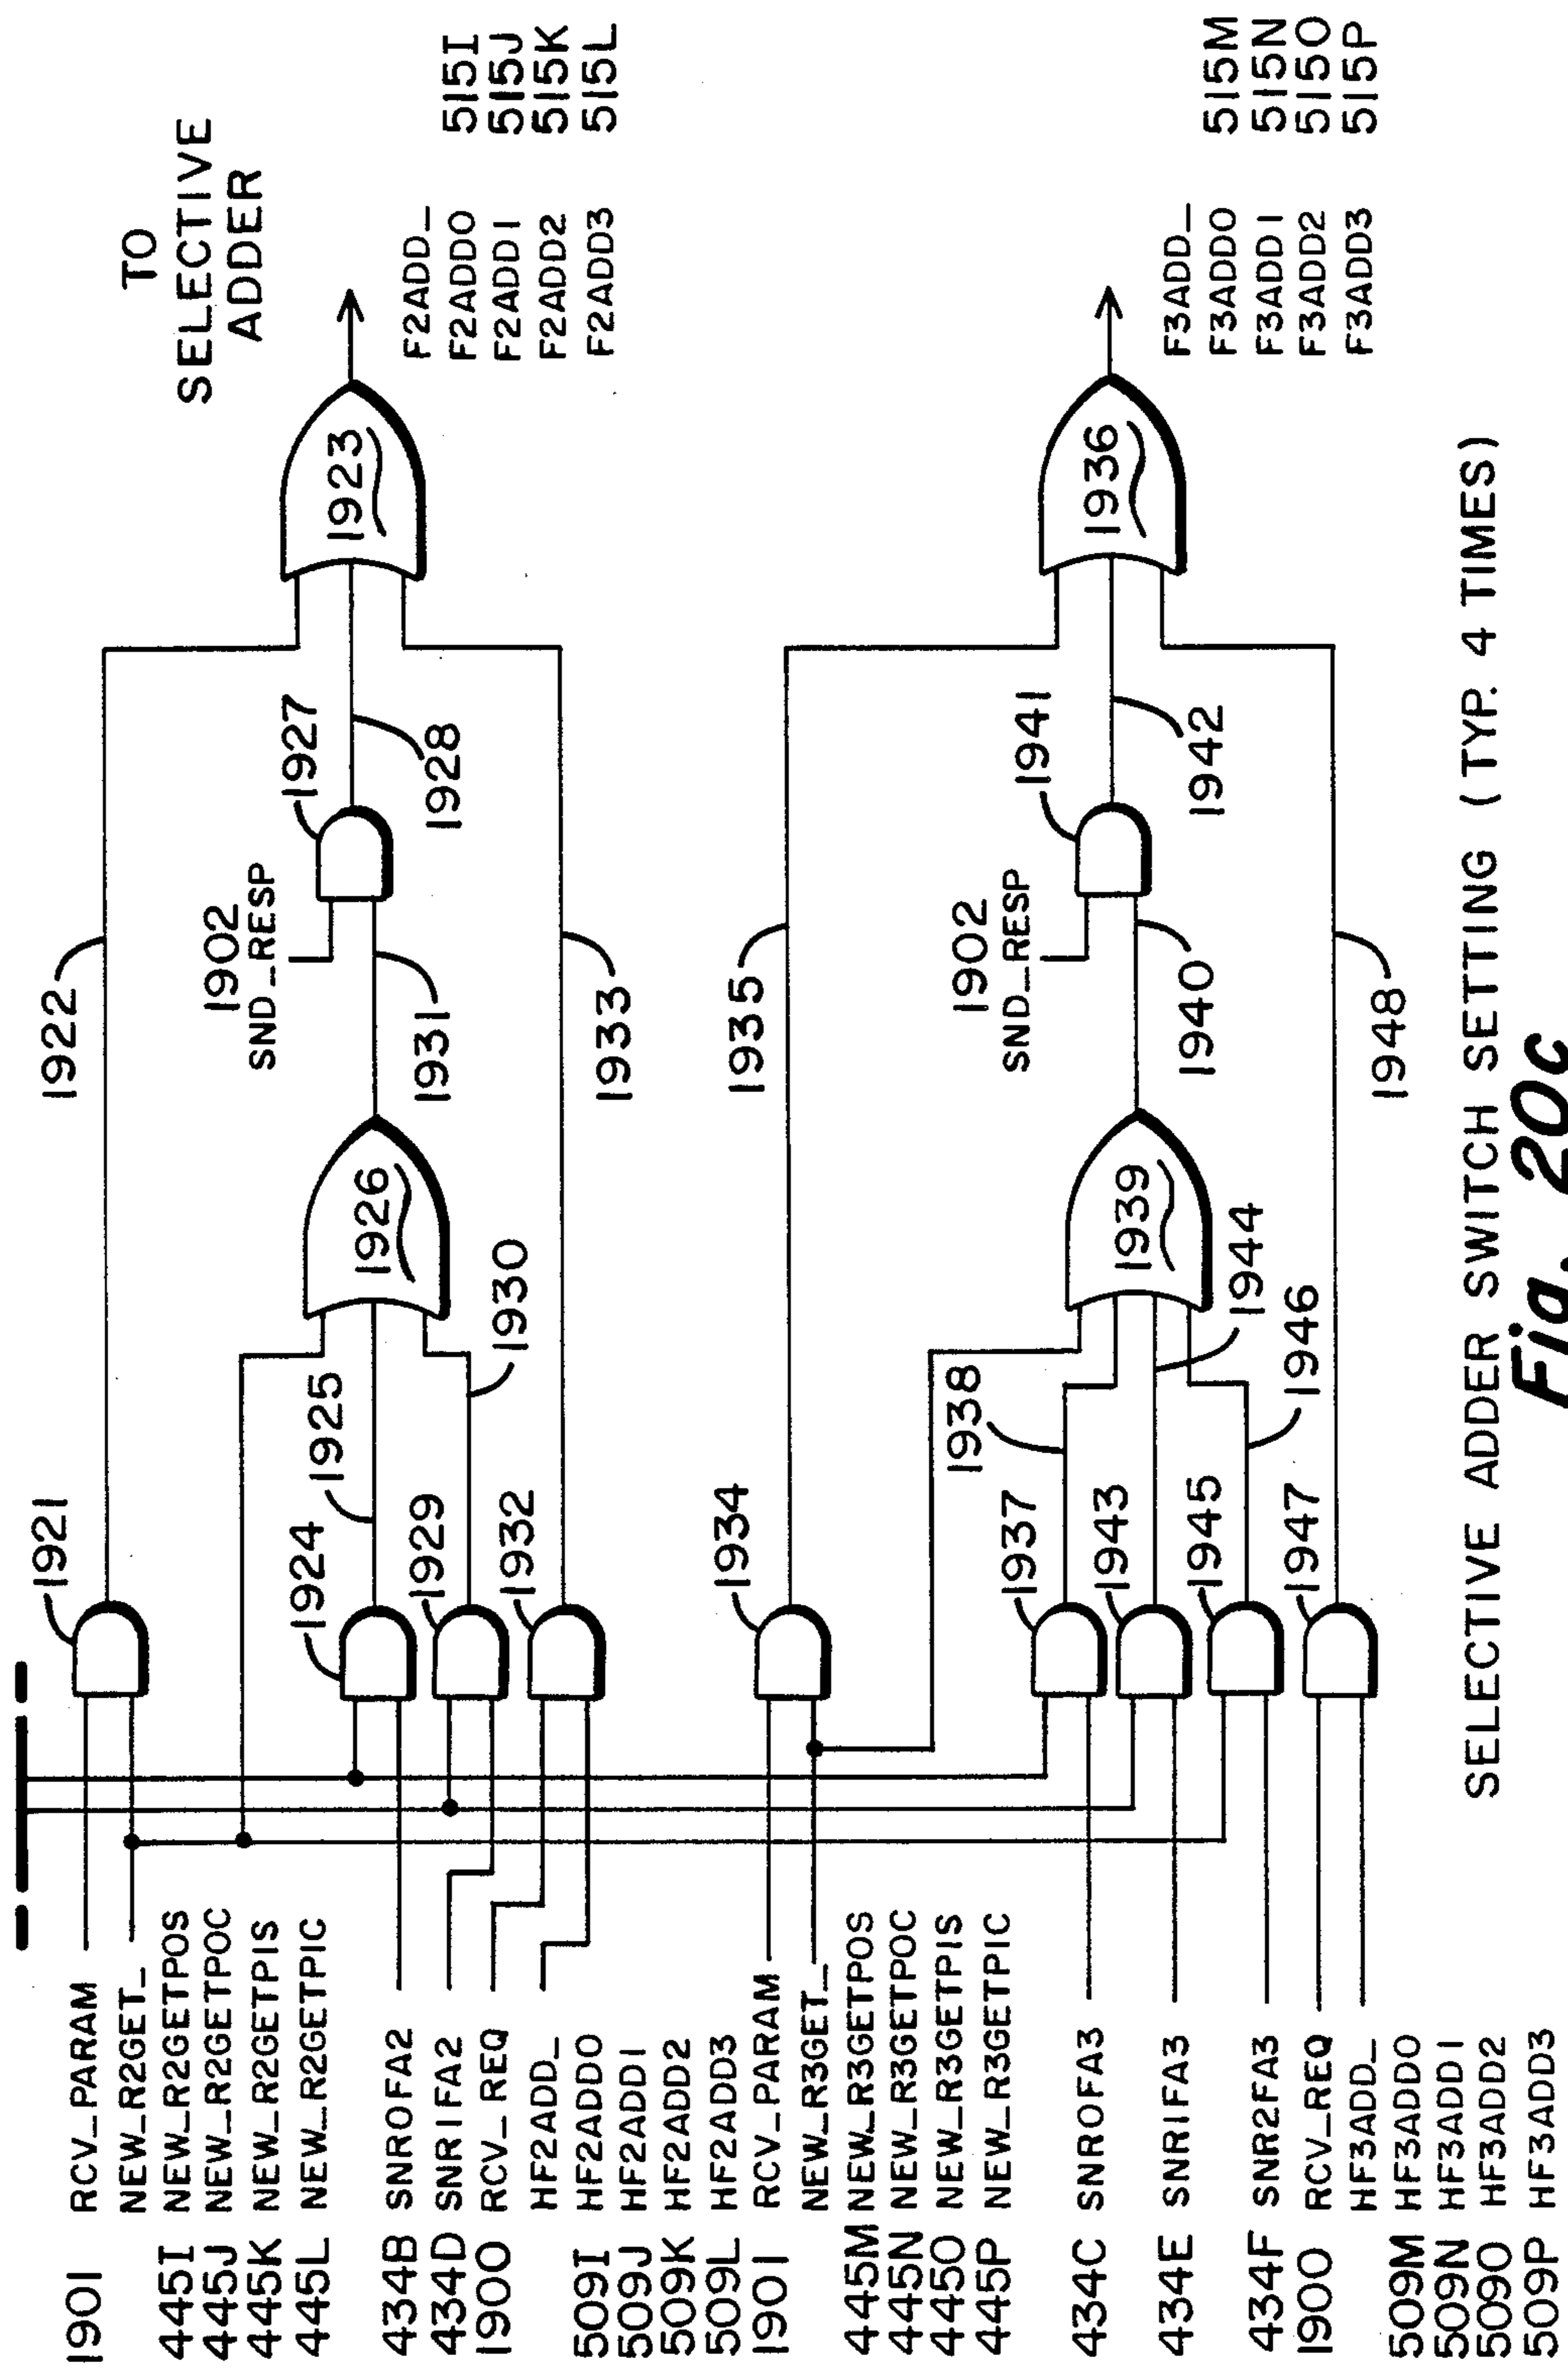 TO
SELECTIVE
ADDER
1901 RCV_PARAM
NEW_R2GET_
445I NEW_R2GETPOS
445J NEW_R2GETPOC
445K NEW_R2GETPIS
445L NEW_R2GETPIC
434B SNR0FA2
434D SNR1FA2
1900 RCV_REQ
HF2ADD_
509I HF2ADD0
509J HF2ADD1
509K HF2ADD2
509L HF2ADD3
1921
1922
1924
1925
1929
1930
1932
1933
1926
1931
1902
SND_RESP
1927
1928
1923
F2ADD_
F2ADD0 515I
F2ADD1 515J
F2ADD2 515K
F2ADD3 515L
1901 RCV_PARAM
NEW_R3GET_
445M NEW_R3GETPOS
445N NEW_R3GETPOC
445O NEW_R3GETPIS
445P NEW_R3GETPIC
434C SNR0FA3
434E SNR1FA3
434F SNR2FA3
1900 RCV_REQ
HF3ADD_
509M HF3ADD0
509N HF3ADD1
509O HF3ADD2
509P HF3ADD3
1934
1935
1937
1938
1943
1944
1945
1946
1947
1948
1939
1940
1902
SND_RESP
1941
1942
1936
F3ADD_
F3ADD0 515M
F3ADD1 515N
F3ADD2 515O
F3ADD3 515P
SELECTIVE ADDER SWITCH SETTING (TYP. 4 TIMES)
Fig. 20c